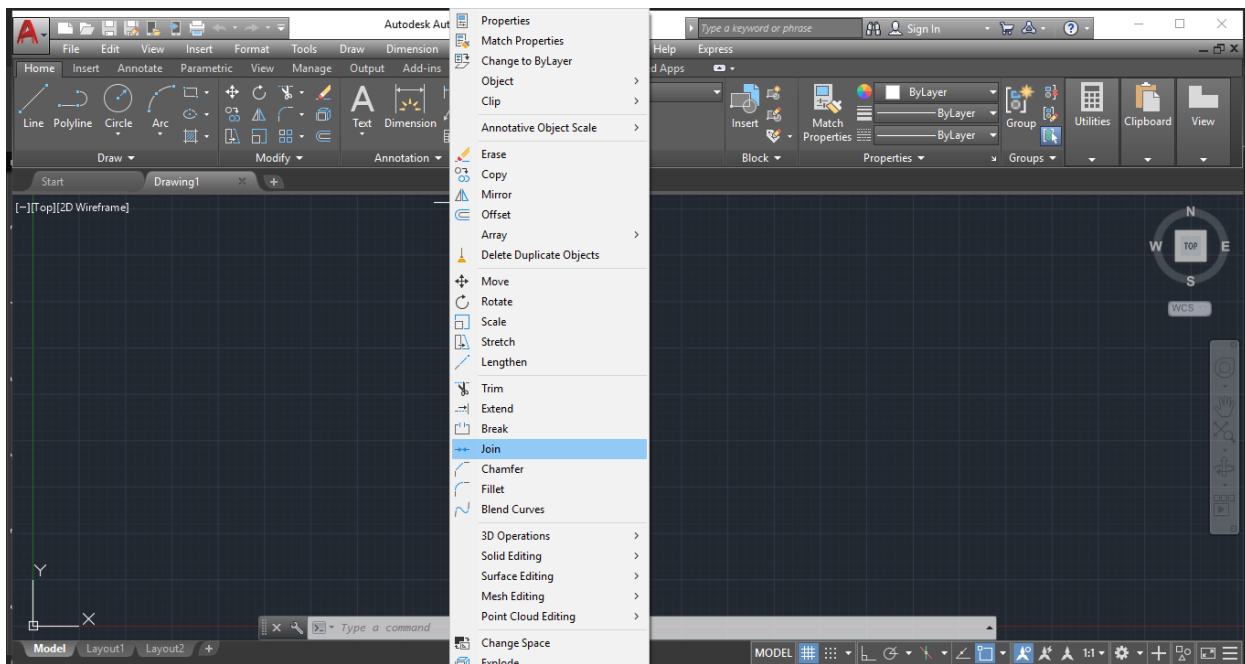 Autodesk Aut
Type a keyword or phrase
Sign In
File Edit View Insert Format Tools Draw Dimension
Help Express
Home Insert Annotate Parametric View Manage Output Add-ins
d Apps
Line Polyline Circle Arc
Text Dimension
Insert
Match
Properties
ByLayer
ByLayer
ByLayer
Group
Utilities
Clipboard
View
Draw
Modify
Annotation
Block
Properties
Groups
Start
Drawing1
[−][Top][2D Wireframe]
Properties
Match Properties
Change to ByLayer
Object
Clip
Annotative Object Scale
Erase
Copy
Mirror
Offset
Array
Delete Duplicate Objects
Move
Rotate
Scale
Stretch
Lengthen
Trim
Extend
Break
Join
Chamfer
Fillet
Blend Curves
3D Operations
Solid Editing
Surface Editing
Mesh Editing
Point Cloud Editing
Change Space
Explode
N
W TOP E
S
WCS
Y
X
Type a command
Model Layout1 Layout2 +
MODEL
1:1